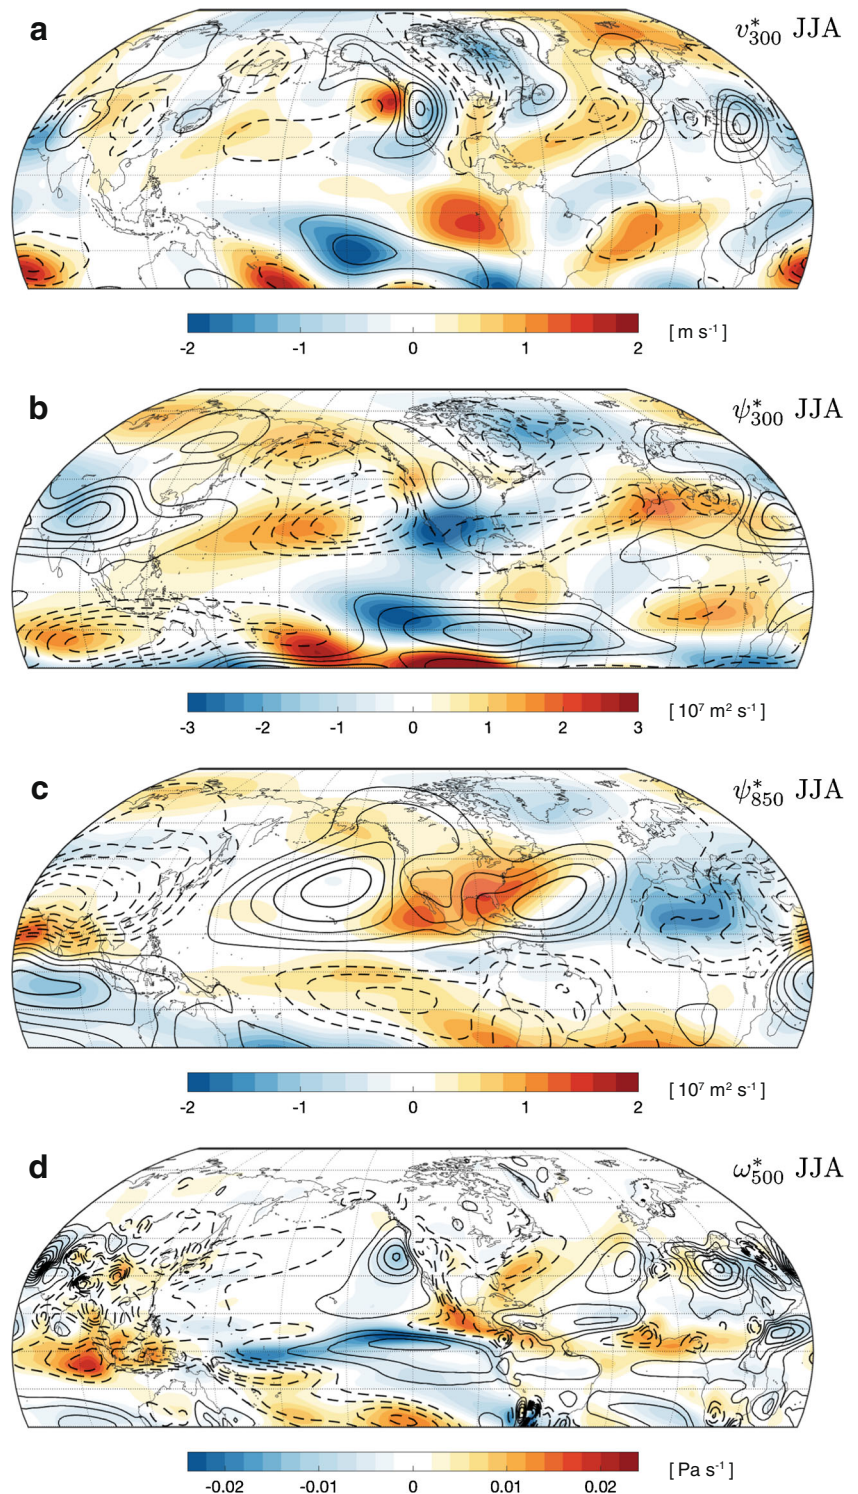 a
v*300 JJA
-2 -1 0 1 2 [ m s-1 ]
b
ψ*300 JJA
-3 -2 -1 0 1 2 3 [ 10⁷ m² s-1 ]
c
ψ*850 JJA
-2 -1 0 1 2 [ 10⁷ m² s-1 ]
d
ω*500 JJA
-0.02 -0.01 0 0.01 0.02 [ Pa s-1 ]